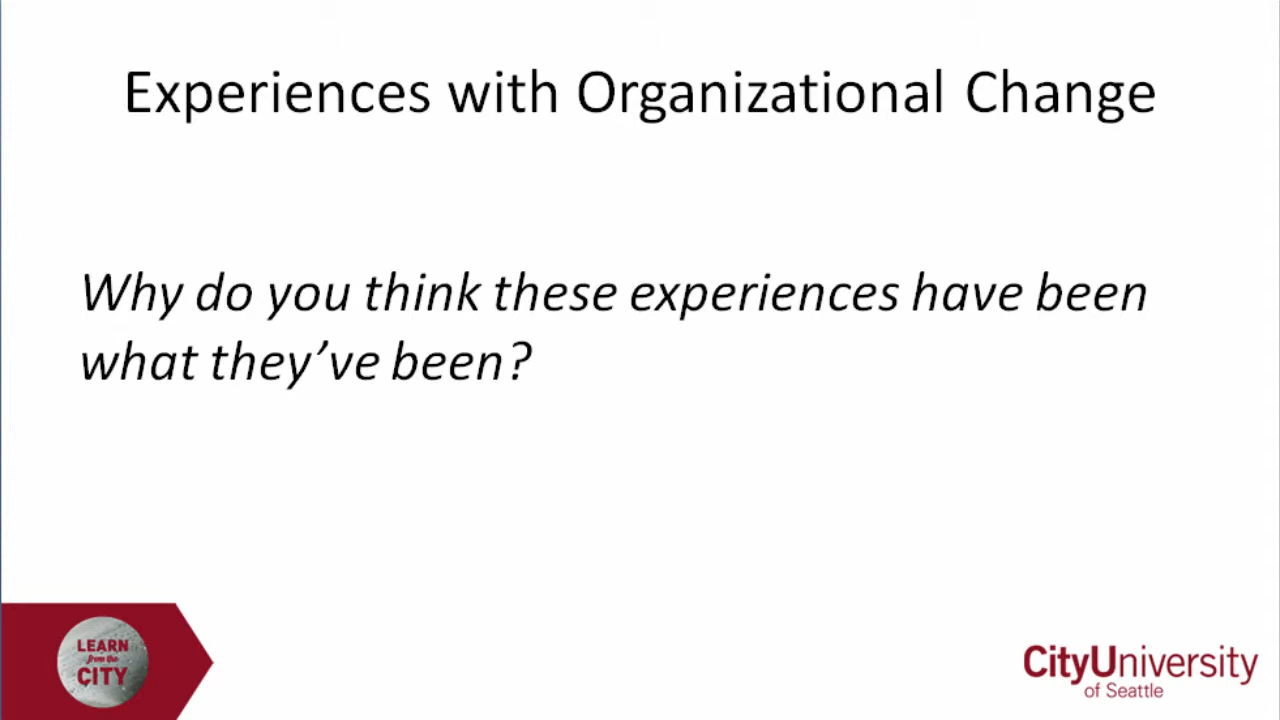 Experiences with Organizational Change
Why do you think these experiences have been
what they’ve been?
LEARN
from the
CITY
CityUniversity
of Seattle